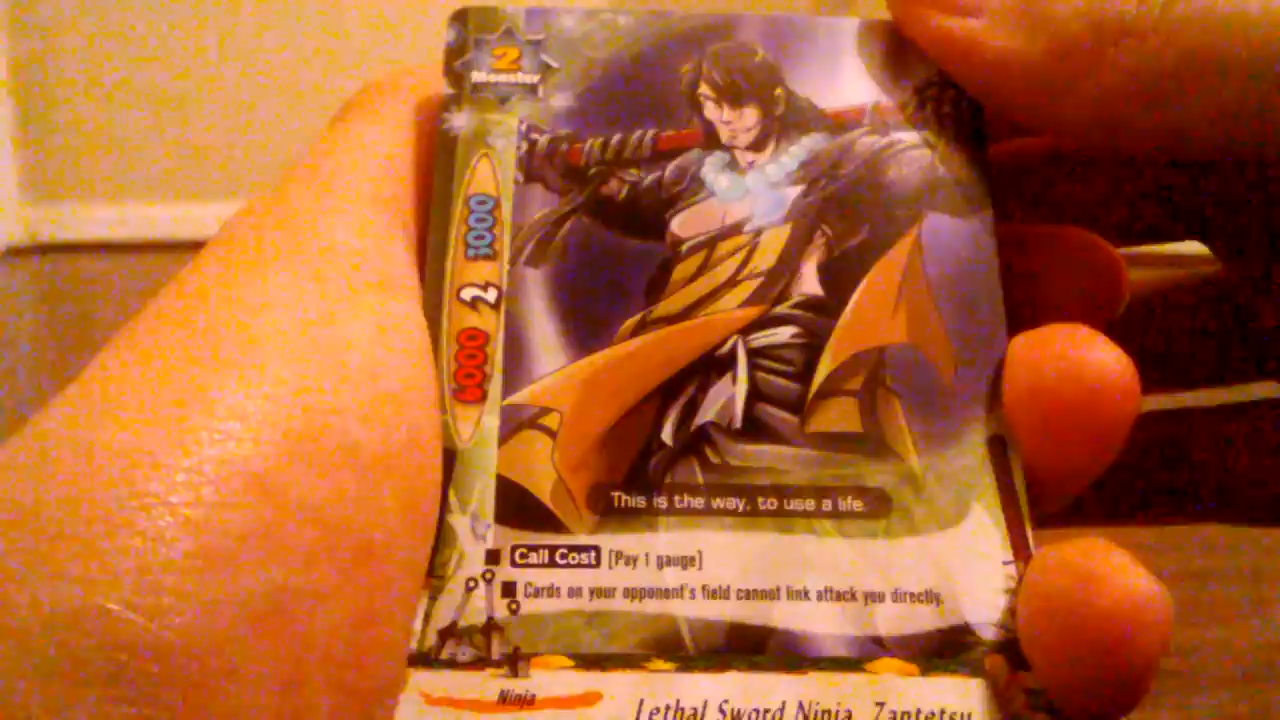 2
Monster
3000
2
6000
This is the way, to use a life.
■ Call Cost [Pay 1 gauge]
■ Cards on your opponent's field cannot link attack you directly.
Ninja
Lethal Sword Ninja, Zantetsu